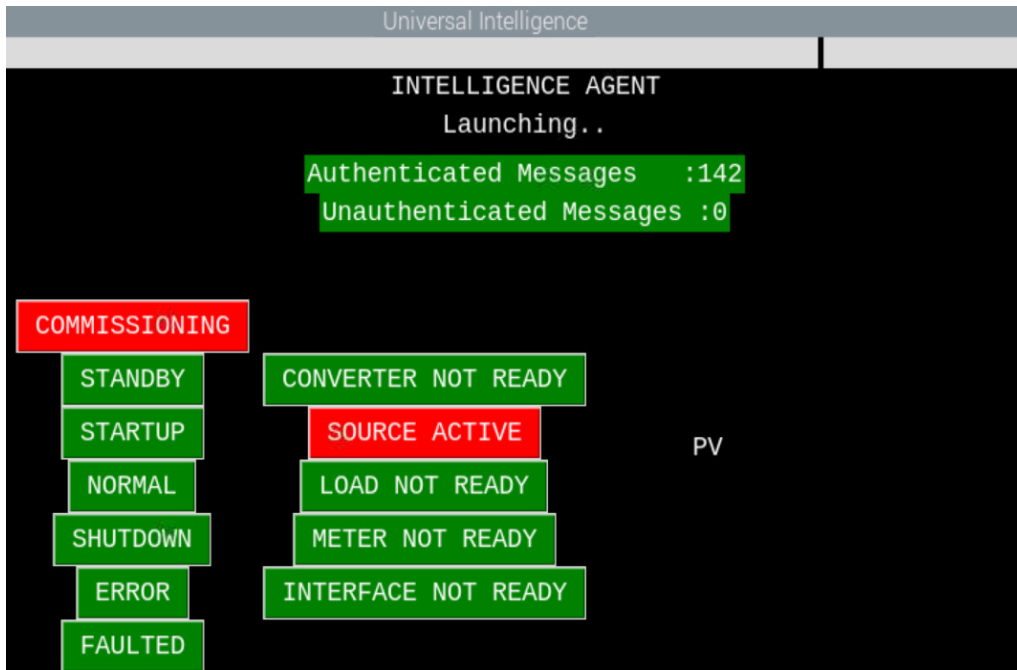 Universal Intelligence
INTELLIGENCE AGENT
Launching..
Authenticated Messages :142
Unauthenticated Messages :0
COMMISSIONING
STANDBY
CONVERTER NOT READY
STARTUP
SOURCE ACTIVE
PV
NORMAL
LOAD NOT READY
SHUTDOWN
METER NOT READY
ERROR
INTERFACE NOT READY
FAULTED